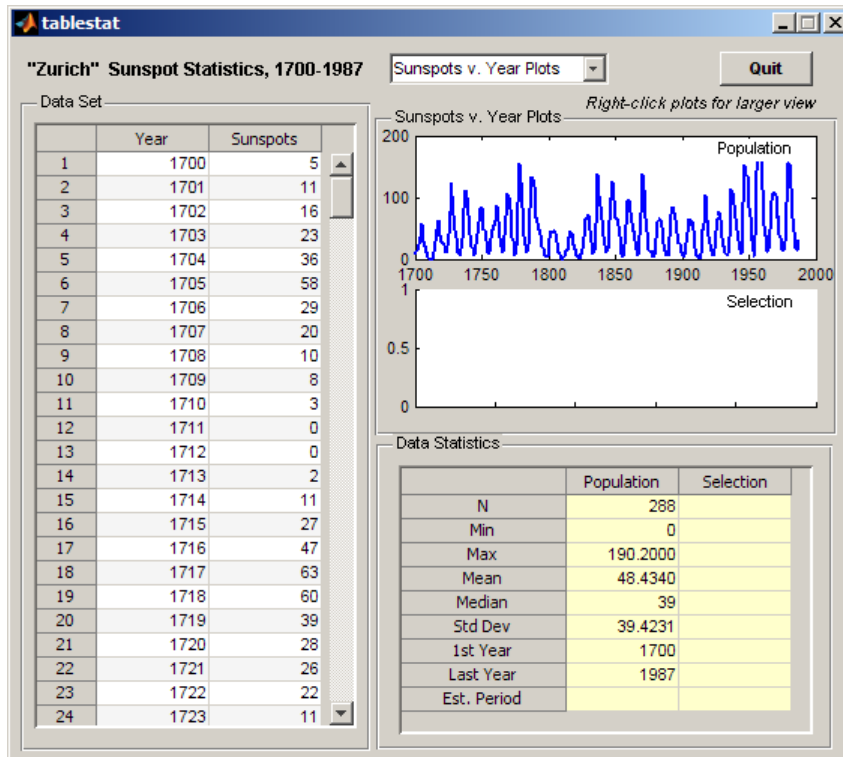 tablestat
"Zurich" Sunspot Statistics, 1700-1987
Sunspots v. Year Plots
Quit
Right-click plots for larger view
Data Set
Year Sunspots
1 1700 5
2 1701 11
3 1702 16
4 1703 23
5 1704 36
6 1705 58
7 1706 29
8 1707 20
9 1708 10
10 1709 8
11 1710 3
12 1711 0
13 1712 0
14 1713 2
15 1714 11
16 1715 27
17 1716 47
18 1717 63
19 1718 60
20 1719 39
21 1720 28
22 1721 26
23 1722 22
24 1723 11
Sunspots v. Year Plots
200
Population
100
0
1700 1750 1800 1850 1900 1950 2000
1
Selection
0.5
0
Data Statistics
Population Selection
N 288
Min 0
Max 190.2000
Mean 48.4340
Median 39
Std Dev 39.4231
1st Year 1700
Last Year 1987
Est. Period